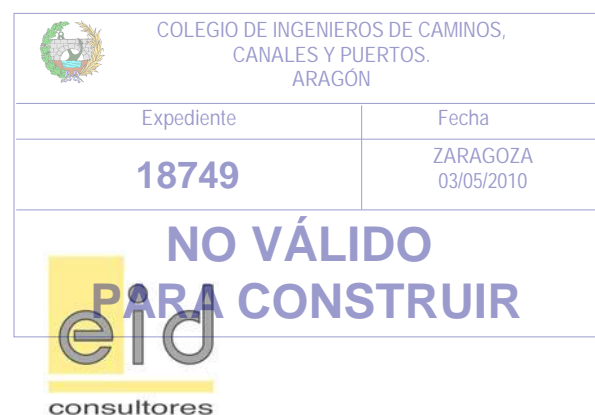 COLEGIO DE INGENIEROS DE CAMINOS,
CANALES Y PUERTOS.
ARAGÓN
Expediente
Fecha
18749
ZARAGOZA
03/05/2010
NO VÁLIDO
PARA CONSTRUIR
eid
consultores